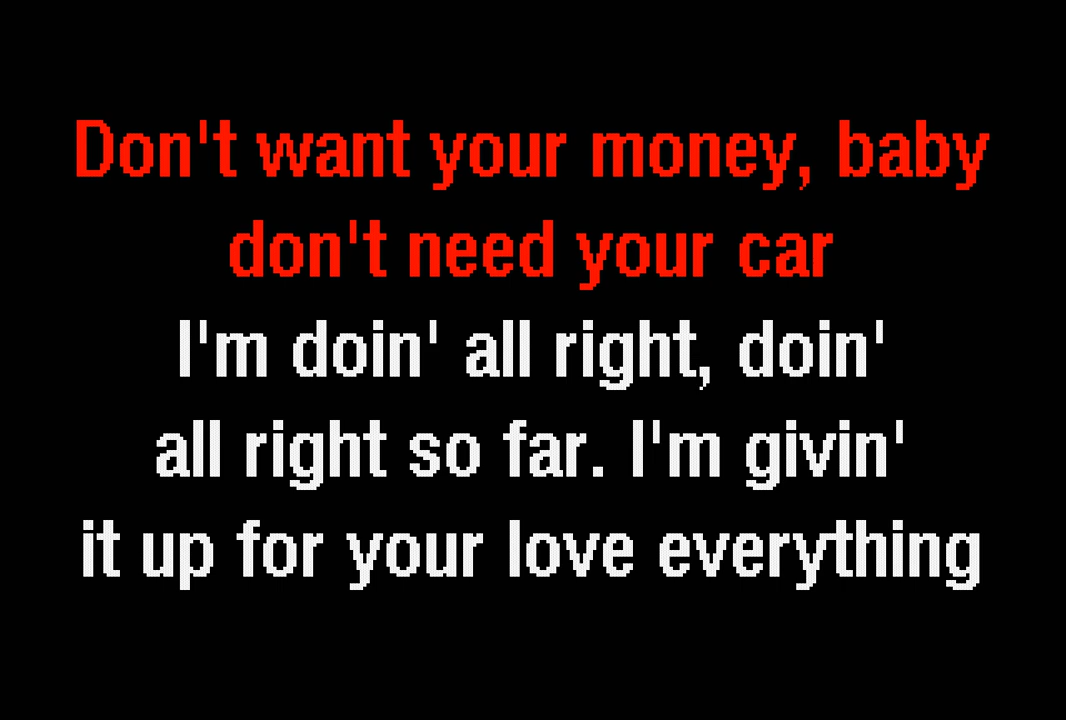 Don't want your money, baby
don't need your car
I'm doin' all right, doin'
all right so far. I'm givin'
it up for your love everything